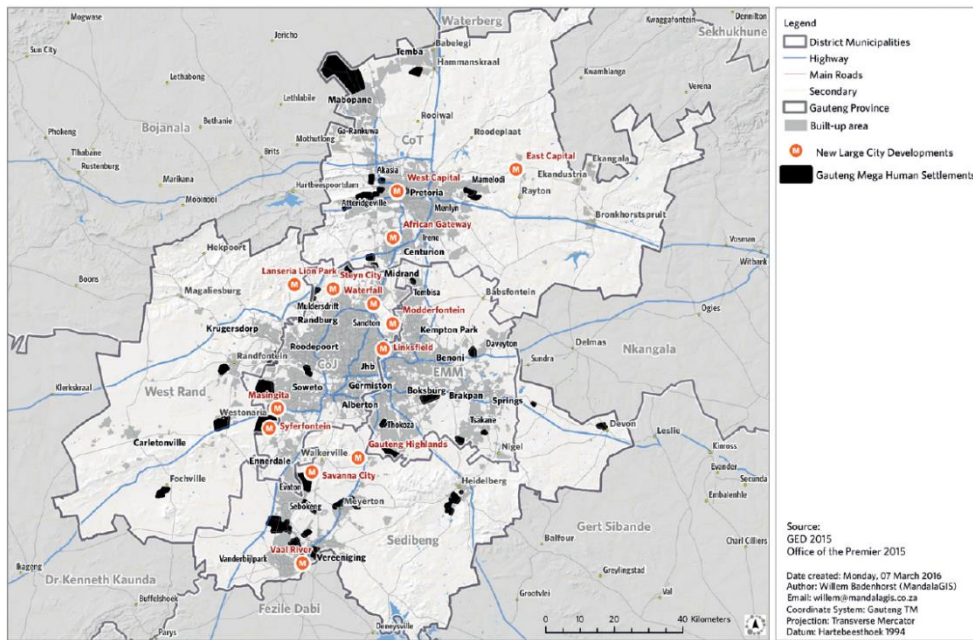 Mogwase
Waterberg
Kwaggafontein
Dennilton
Sekhukhune
Jericho
Babelegi
Temba
Hammanskraal
Sun City
Lethabong
Kwamhlanga
Verena
Mabopane
Lethlabile
Bethanie
Rooiwal
Ga-Rankuwa
Roodeplaat
Phokeng
Bojanala
Mothutlong
CoT
Tlhabane
Rustenburg
Brits
East Capital
Ekangala
Akasia
West Capital
Mamelodi
Ekandustria
Marikana
Hartbeespoortdam
Pretoria
Rayton
Mooinooi
Atteridgeville
Menlyn
Bronkhorstspruit
African Gateway
Irene
Hekpoort
Centurion
Vosman
Witbank
Lanseria Lion Park
Steyn City
Midrand
Boons
Magaliesburg
Waterfall
Tembisa
Babsfontein
Muldersdrift
Modderfontein
Ogies
Krugersdorp
Randburg
Sandton
Kempton Park
Roodepoort
Linksfield
Daveyton
Delmas
Randfontein
CoJ
Benoni
Sundra
Nkangala
Klerkskraal
Jhb
EMM
West Rand
Soweto
Germiston
Boksburg
Brakpan
Springs
Masingita
Alberton
Westonaria
Syferfontein
Thokoza
Tsakane
Devon
Leslie
Carletonville
Gauteng Highlands
Nigel
Kinross
Ennerdale
Walkerville
Evander
Secunda
Fochville
Savanna City
Heidelberg
Embalenhle
Evaton
Sebokeng
Meyerton
Gert Sibande
Vaal River
Sedibeng
Balfour
Charl Cilliers
Vanderbijlpark
Vereeniging
Ikageng
Dr Kenneth Kaunda
Greylingstad
Buffelshoek
Fezile Dabi
Grootvlei
Val
Parys
Deneysville
0 10 20 40 Kilometers
Legend
District Municipalities
Highway
Main Roads
Secondary
Gauteng Province
Built-up area
M New Large City Developments
Gauteng Mega Human Settlements
Source:
GED 2015
Office of the Premier 2015
Date created: Monday, 07 March 2016
Author: Willem Badenhorst (MandalaGIS)
Email: willem@mandalagis.co.za
Coordinate System: Gauteng TM
Projection: Transverse Mercator
Datum: Hartebeesthoek 1994